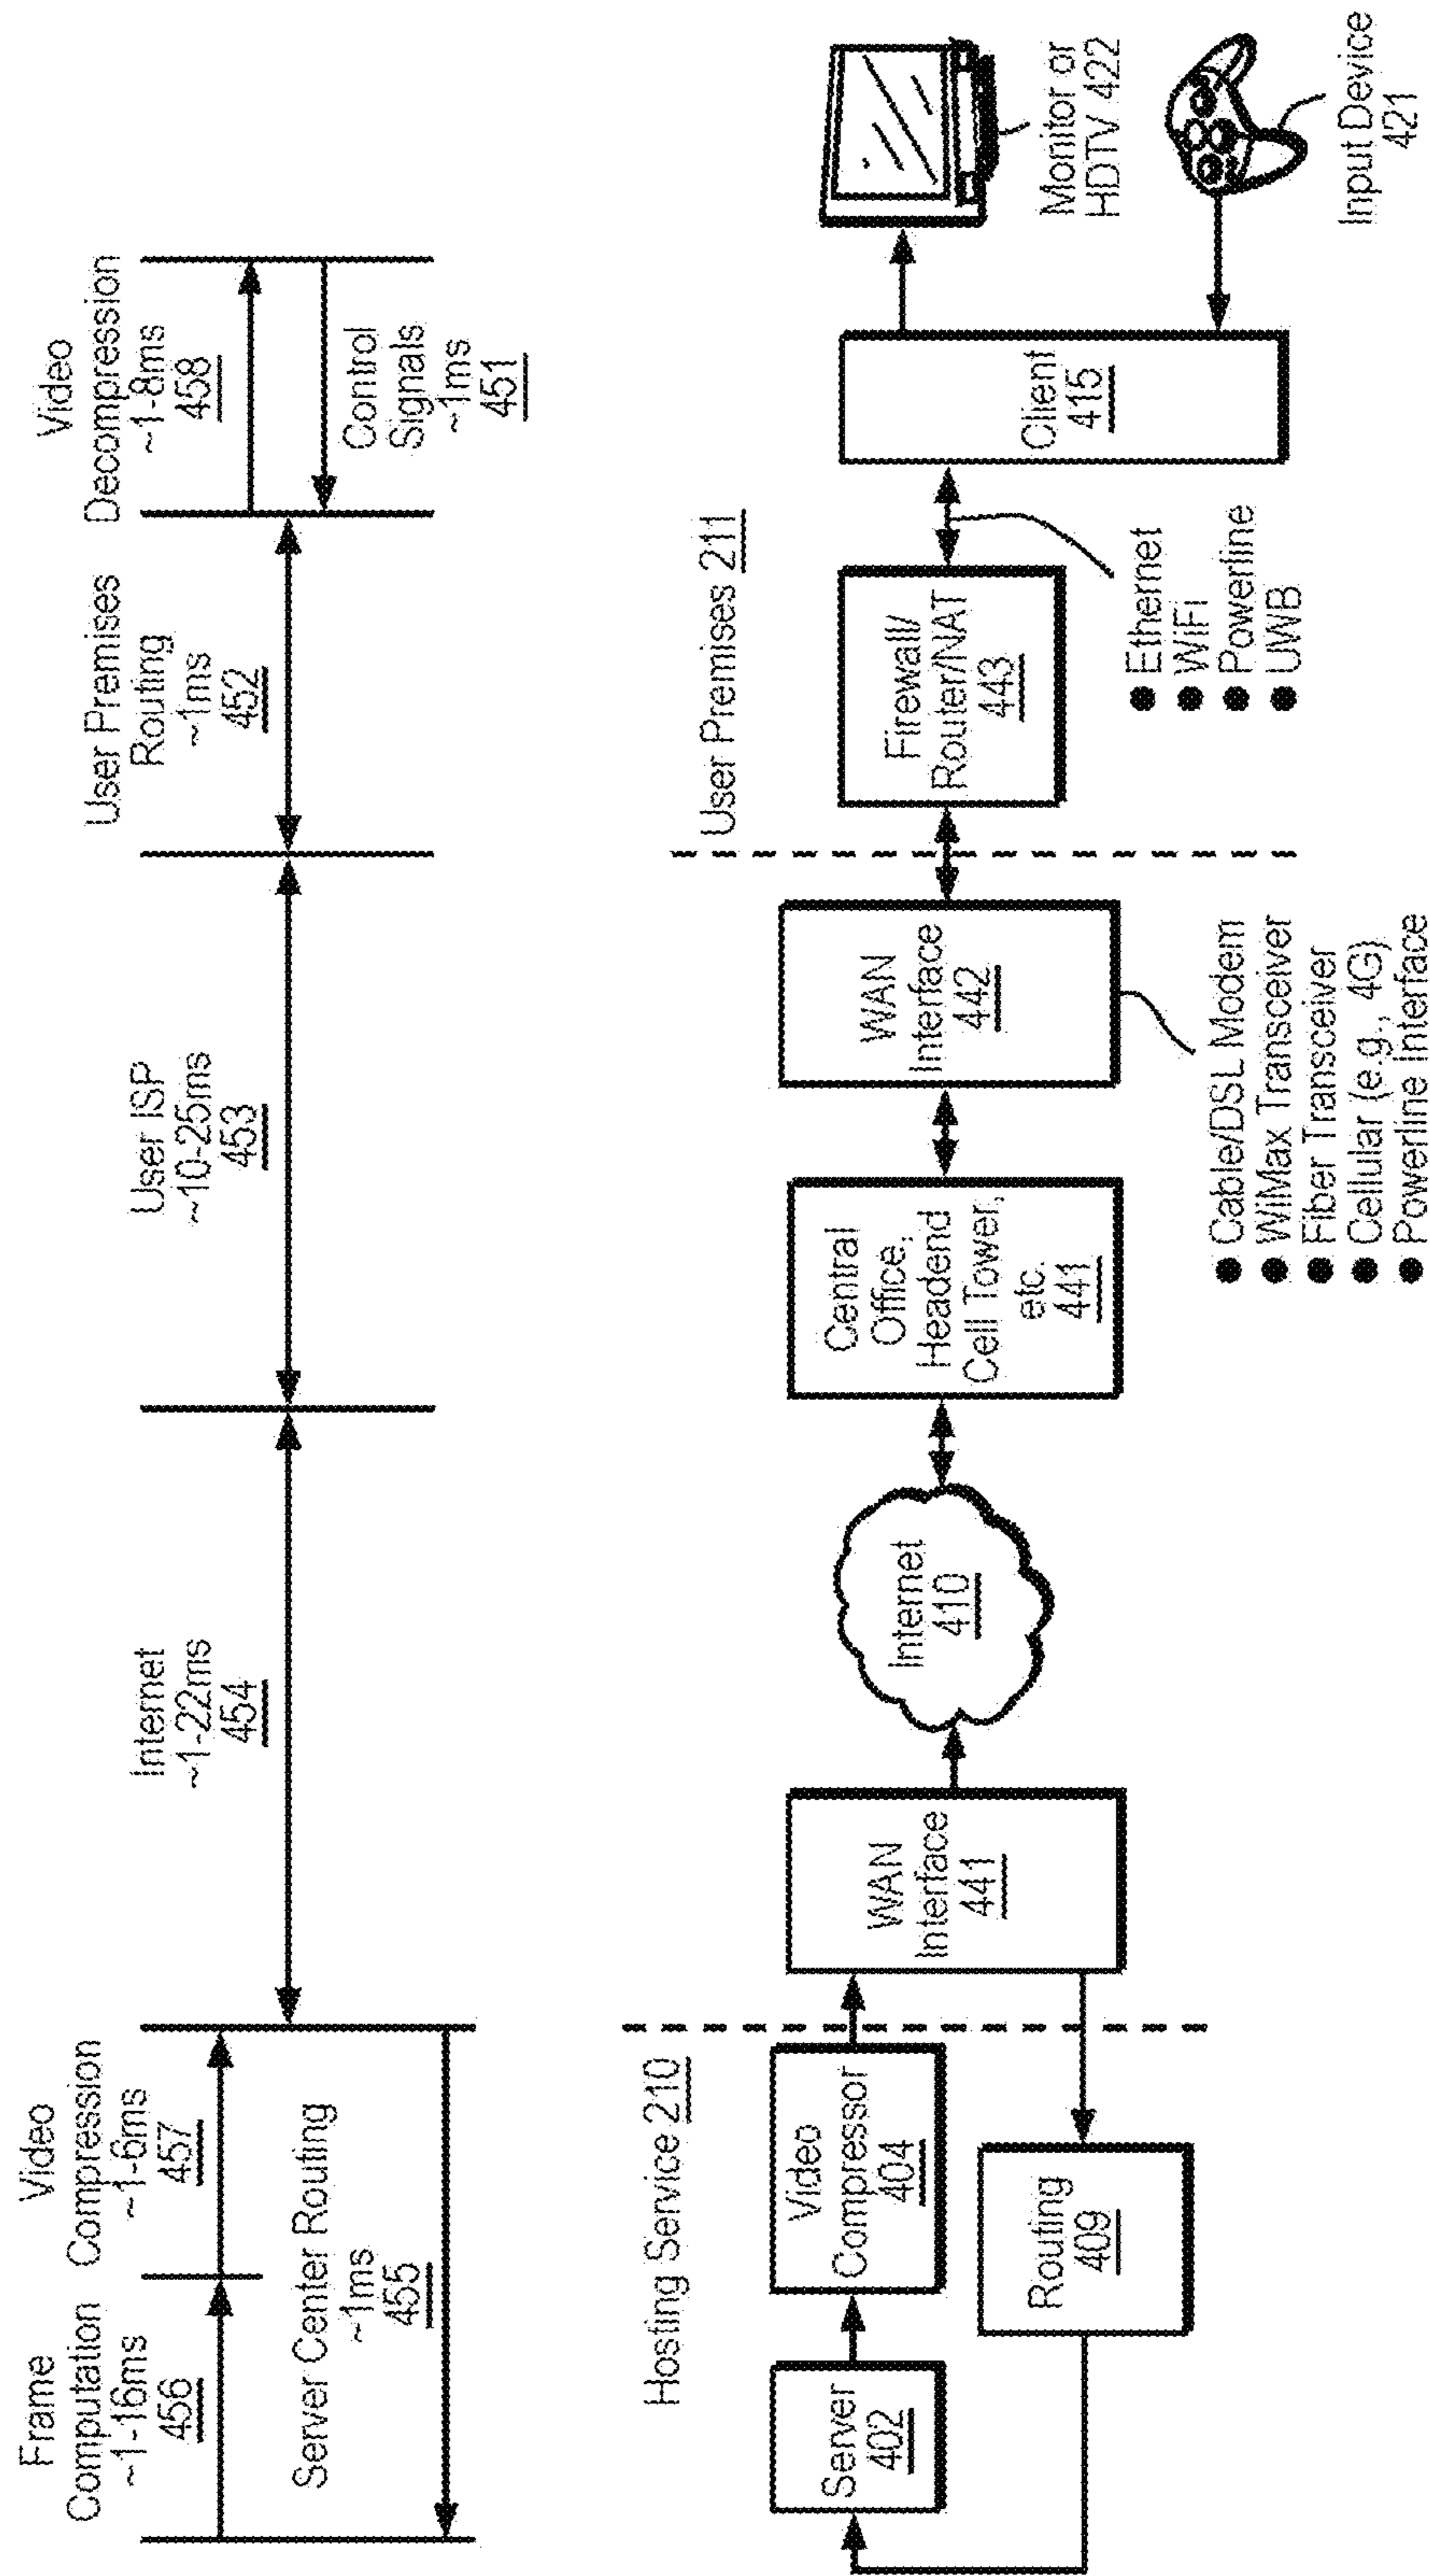 Frame
Computation
~1-16ms
456
Video
Compression
~1-6ms
457
Server Center Routing
~1ms
455
Internet
~1-22ms
454
User ISP
~10-25ms
453
User Premises
Routing
~1ms
452
Video
Decompression
~1-8ms
458
Control
Signals
~1ms
451
Hosting Service 210
Server
402
Video
Compressor
404
Routing
409
WAN
Interface
441
Internet
410
Central
Office,
Headend
Cell Tower,
etc.
441
WAN
Interface
442
● Cable/DSL Modem
● WiMax Transceiver
● Fiber Transceiver
● Cellular (e.g., 4G)
● Powerline Interface
User Premises 211
Firewall/
Router/NAT
443
● Ethernet
● WiFi
● Powerline
● UWB
Client
415
Monitor or
HDTV 422
Input Device
421